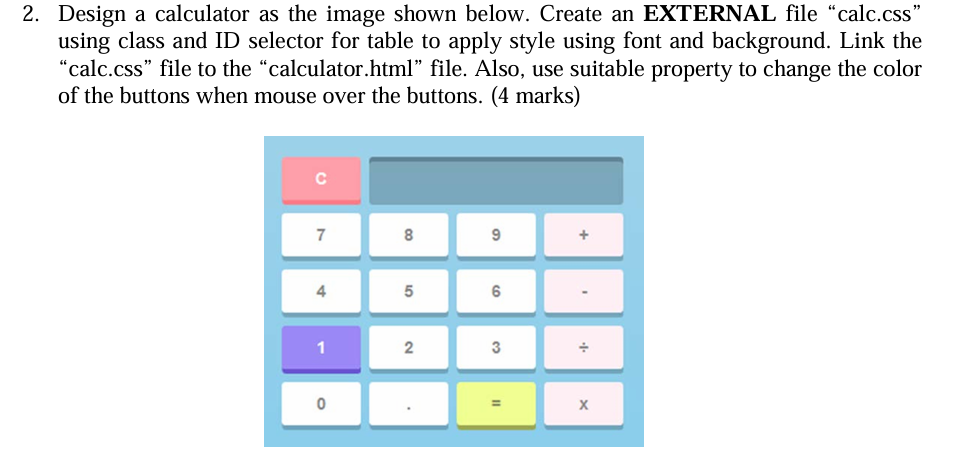 2. Design a calculator as the image shown below. Create an EXTERNAL file “calc.css”
using class and ID selector for table to apply style using font and background. Link the
“calc.css” file to the “calculator.html” file. Also, use suitable property to change the color
of the buttons when mouse over the buttons. (4 marks)
C
7 8 9 +
4 5 6 -
1 2 3 ÷
0 . = x